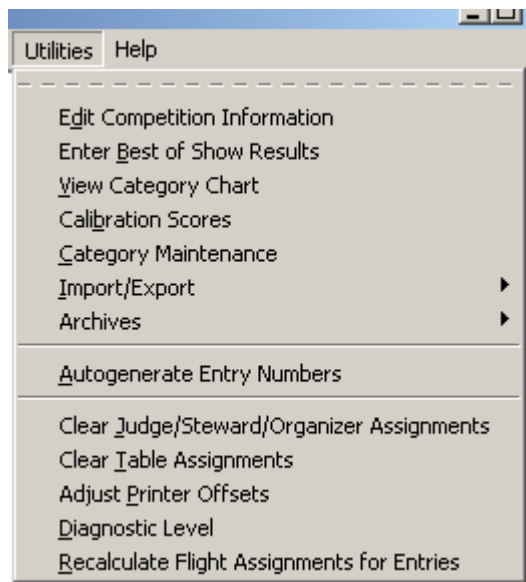 Utilities Help
Edit Competition Information
Enter Best of Show Results
View Category Chart
Calibration Scores
Category Maintenance
Import/Export
Archives
Autogenerate Entry Numbers
Clear Judge/Steward/Organizer Assignments
Clear Table Assignments
Adjust Printer Offsets
Diagnostic Level
Recalculate Flight Assignments for Entries